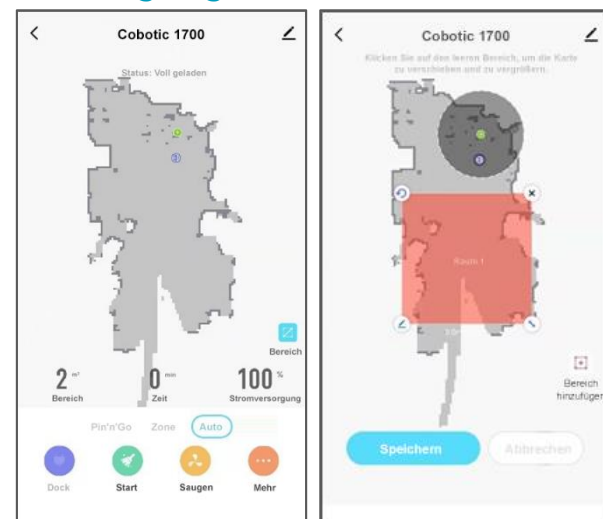 Cobotic 1700
Status: Voll geladen
Bereich
2 m²
Bereich
0 min
Zeit
100 %
Stromversorgung
Pin'n'Go Zone Auto
Dock Start Saugen Mehr
Cobotic 1700
Klicken Sie auf den leeren Bereich, um die Karte
zu verschieben und zu vergrößern.
Raum 1
Bereich
hinzufügen
Speichern Abbrechen